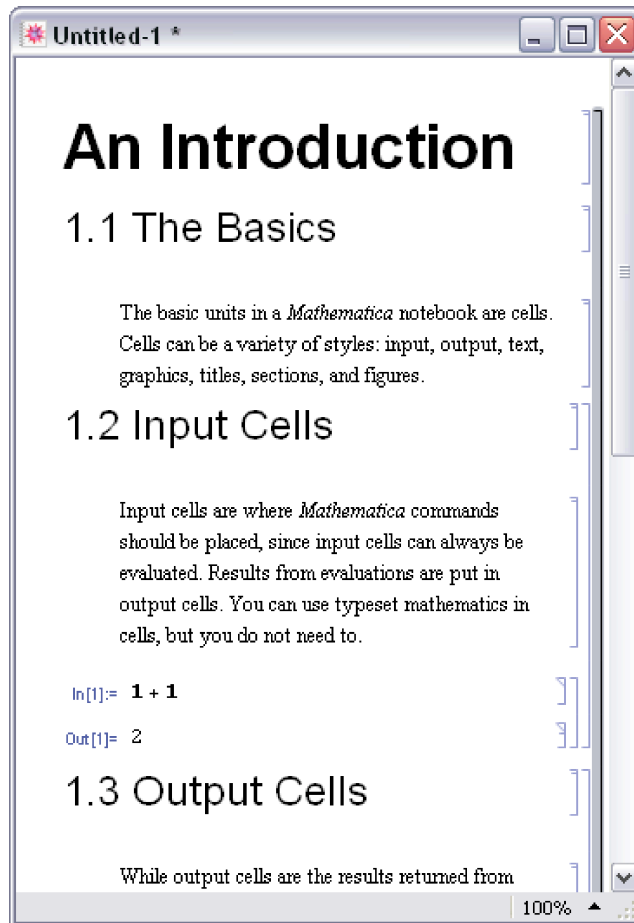 Untitled-1 *
An Introduction
1.1 The Basics
The basic units in a Mathematica notebook are cells.
Cells can be a variety of styles: input, output, text,
graphics, titles, sections, and figures.
1.2 Input Cells
Input cells are where Mathematica commands
should be placed, since input cells can always be
evaluated. Results from evaluations are put in
output cells. You can use typeset mathematics in
cells, but you do not need to.
In[1]:= 1 + 1
Out[1]= 2
1.3 Output Cells
While output cells are the results returned from
100%